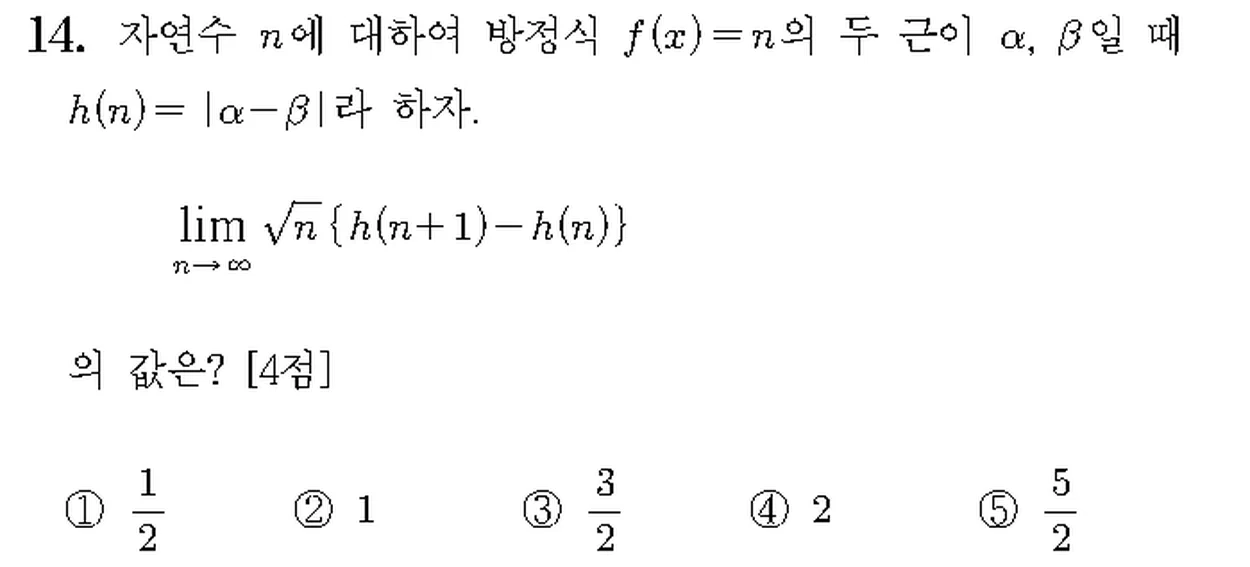 14. 자연수 n에 대하여 방정식 f(x)=n의 두 근이 α, β일 때
h(n)= |α-β|라 하자.
lim_{n→∞} √n{h(n+1)-h(n)}
의 값은? [4점]
① 1/2 ② 1 ③ 3/2 ④ 2 ⑤ 5/2